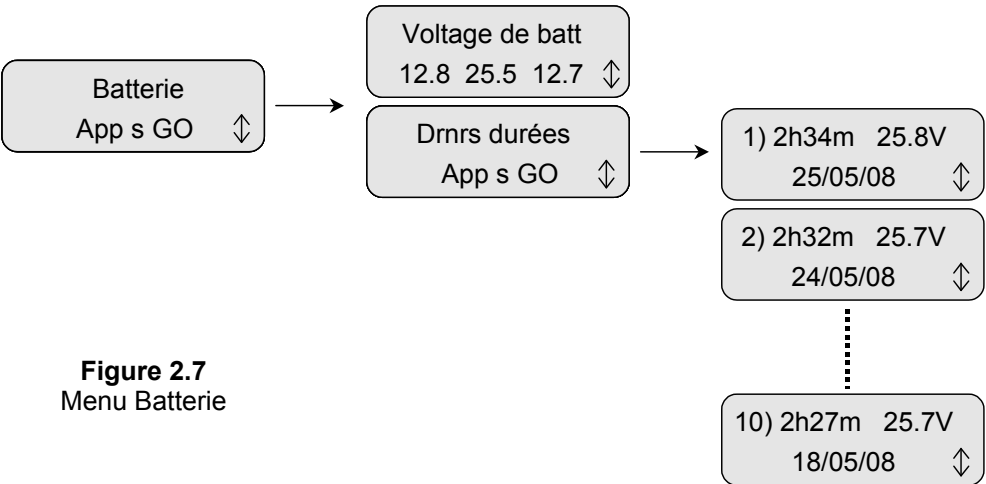 Batterie
App s GO
Voltage de batt
12.8 25.5 12.7
Drnrs durées
App s GO
1) 2h34m 25.8V
25/05/08
2) 2h32m 25.7V
24/05/08
10) 2h27m 25.7V
18/05/08
Figure 2.7
Menu Batterie